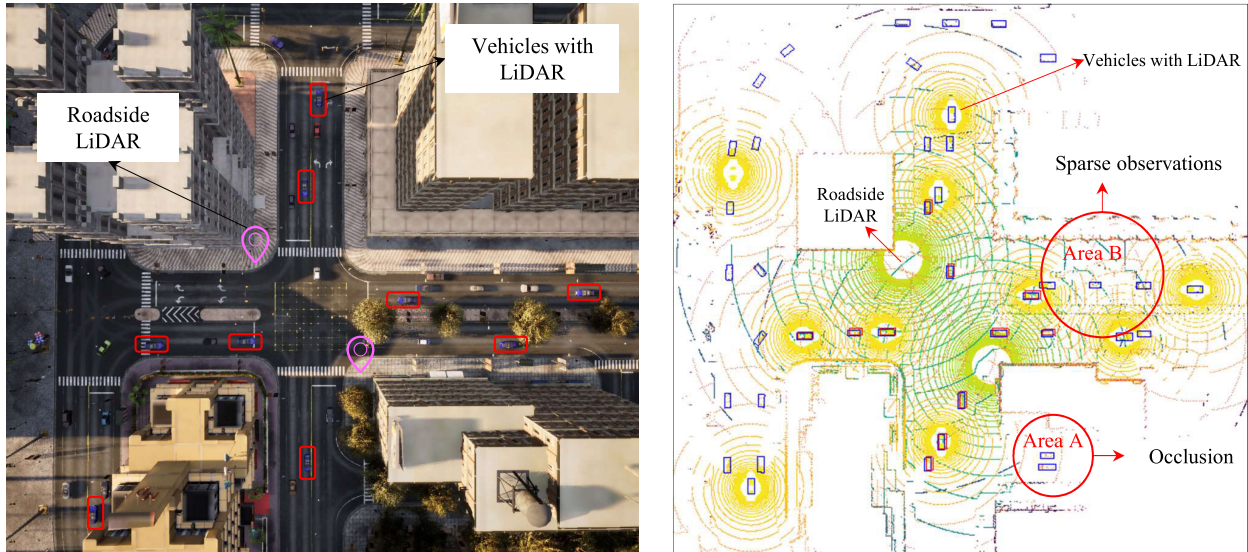 Vehicles with
LiDAR
Roadside
LiDAR
Vehicles with LiDAR
Sparse observations
Roadside
LiDAR
Area B
Area A
Occlusion